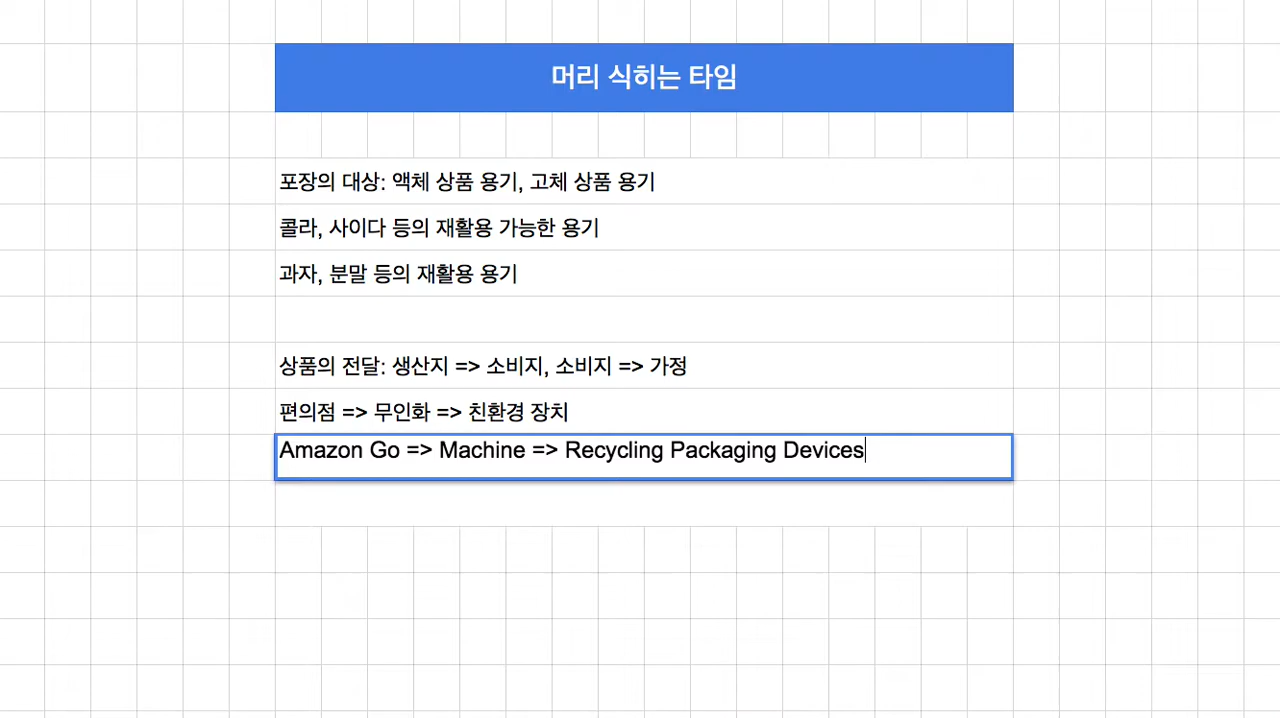 머리 식히는 타임
포장의 대상: 액체 상품 용기, 고체 상품 용기
콜라, 사이다 등의 재활용 가능한 용기
과자, 분말 등의 재활용 용기
상품의 전달: 생산지 => 소비지, 소비지 => 가정
편의점 => 무인화 => 친환경 장치
Amazon Go => Machine => Recycling Packaging Devices